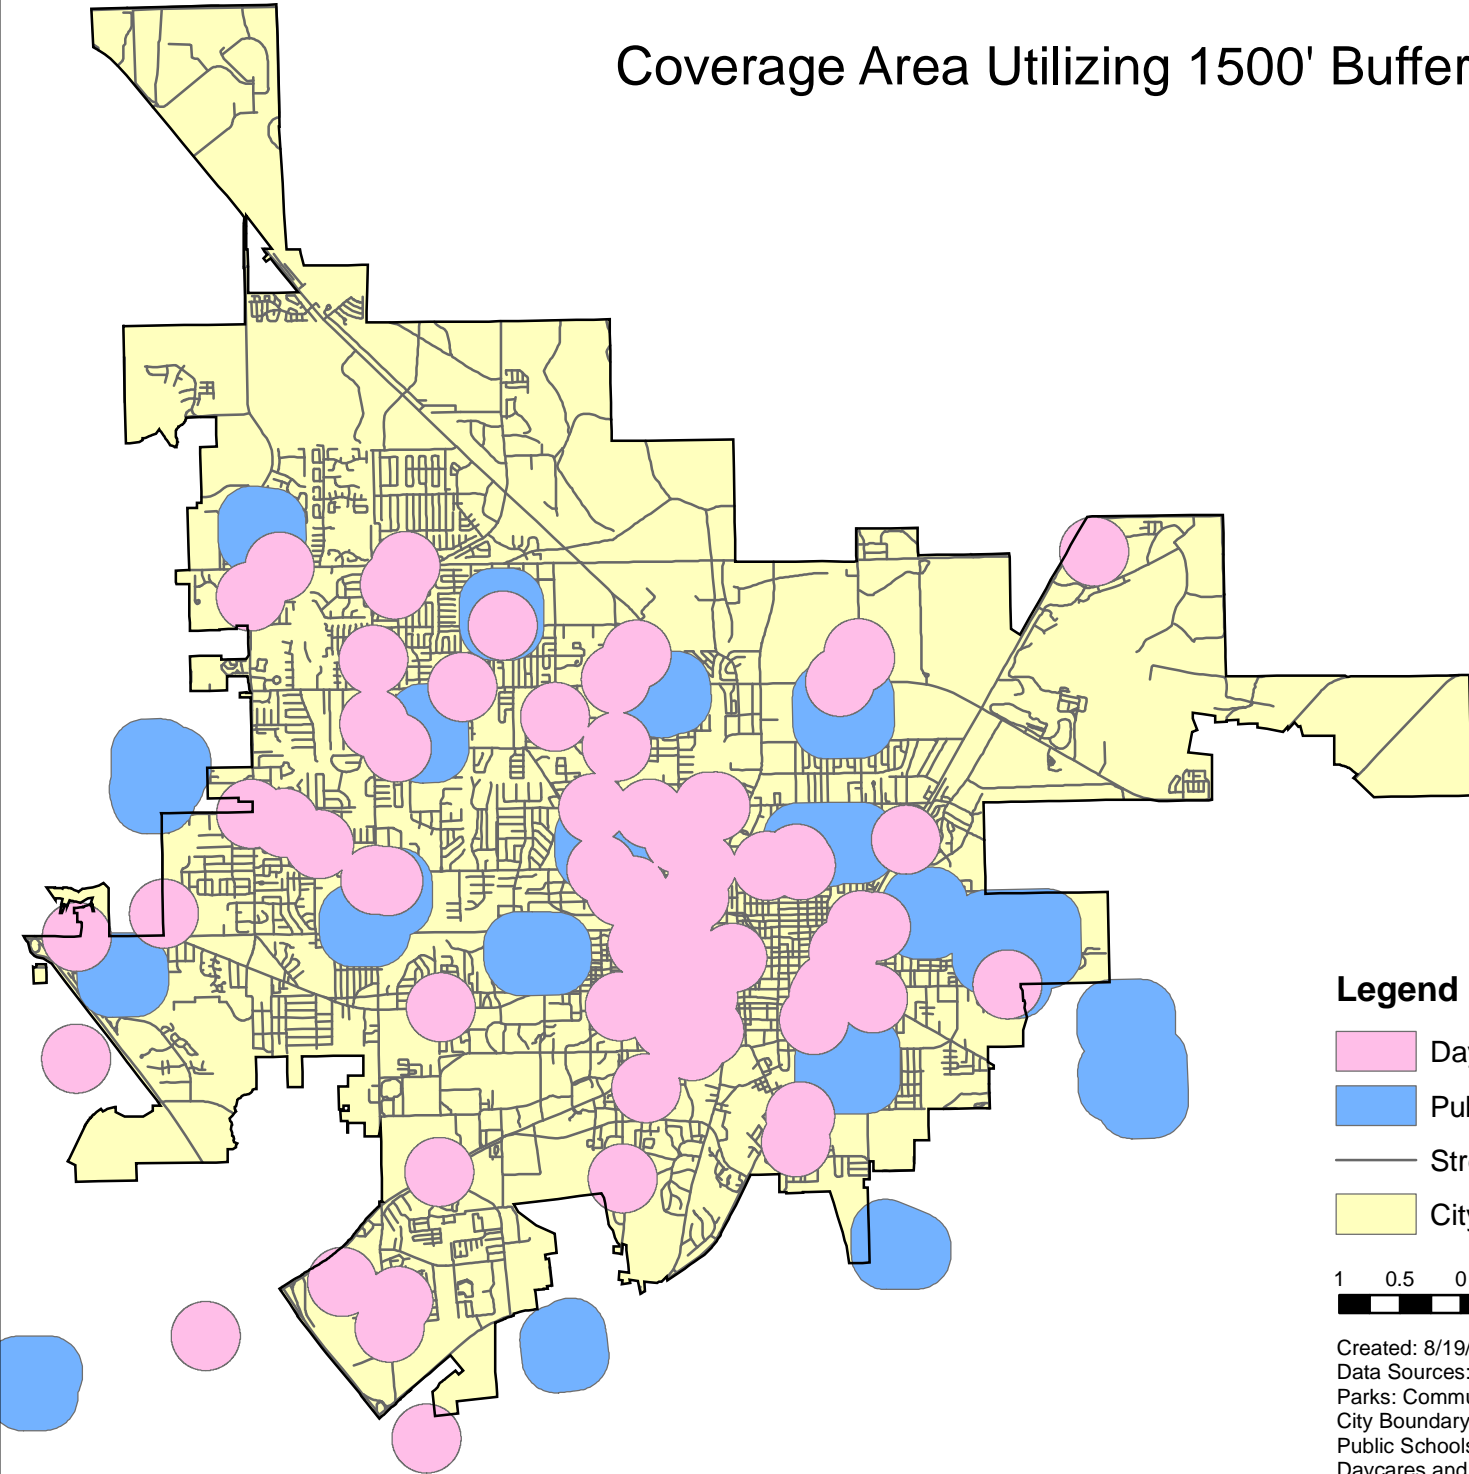 Coverage Area Utilizing 1500' Buffer
Legend
Da
Pul
Str
City
1 0.5 0
Created: 8/19/
Data Sources:
Parks: Commu
City Boundary
Public Schools
Daycares and